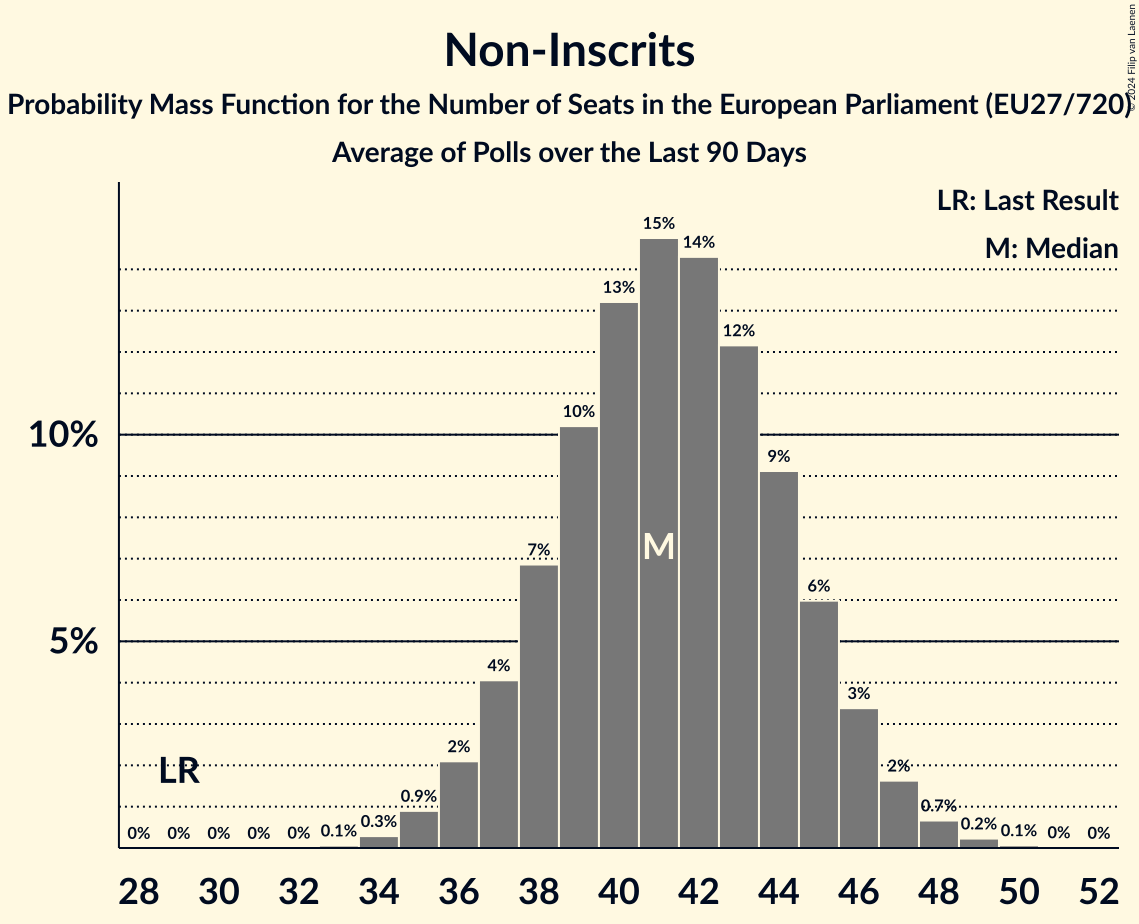 Non-Inscrits
© 2024 Filip van Laenen
Probability Mass Function for the Number of Seats in the European Parliament (EU27/720)
Average of Polls over the Last 90 Days
LR: Last Result
M: Median
15%
14%
13%
12%
10%
10%
9%
M
7%
6%
5%
4%
3%
LR
2%
2%
0.9%
0.7%
0% 0% 0% 0% 0% 0.1% 0.3% 0.2% 0.1% 0% 0%
28 30 32 34 36 38 40 42 44 46 48 50 52